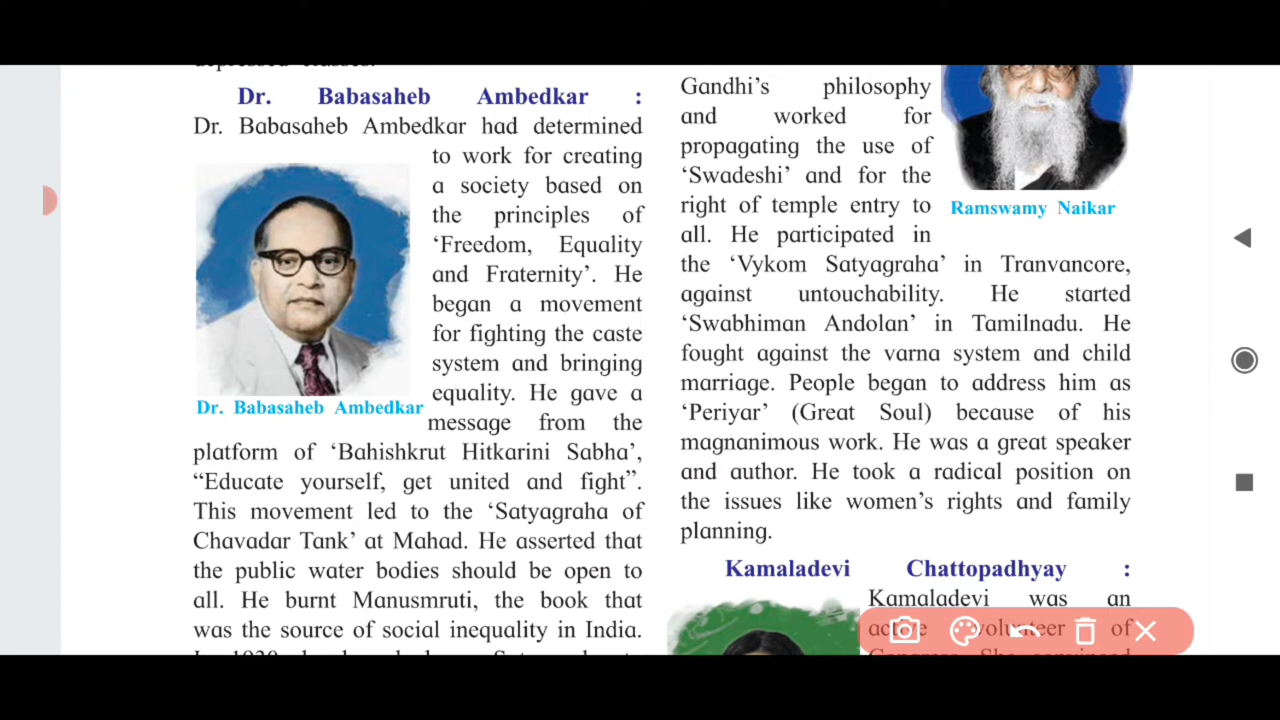 depressed classes.
Dr. Babasaheb Ambedkar :
Dr. Babasaheb Ambedkar had determined
to work for creating
a society based on
the principles of
‘Freedom, Equality
and Fraternity’. He
began a movement
for fighting the caste
system and bringing
equality. He gave a
Dr. Babasaheb Ambedkar
message from the
platform of ‘Bahishkrut Hitkarini Sabha’,
“Educate yourself, get united and fight”.
This movement led to the ‘Satyagraha of
Chavadar Tank’ at Mahad. He asserted that
the public water bodies should be open to
all. He burnt Manusmruti, the book that
was the source of social inequality in India.
Gandhi’s philosophy
and worked for
propagating the use of
‘Swadeshi’ and for the
right of temple entry to
Ramswamy Naikar
all. He participated in
the ‘Vykom Satyagraha’ in Tranvancore,
against untouchability. He started
‘Swabhiman Andolan’ in Tamilnadu. He
fought against the varna system and child
marriage. People began to address him as
‘Periyar’ (Great Soul) because of his
magnanimous work. He was a great speaker
and author. He took a radical position on
the issues like women’s rights and family
planning.
Kamaladevi Chattopadhyay :
Kamaladevi was an
active volunteer of